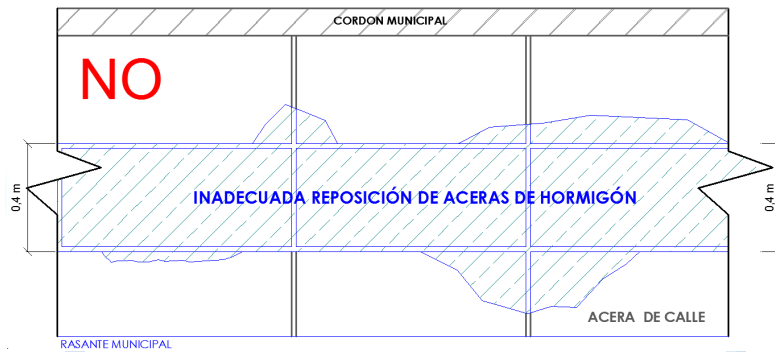 CORDON MUNICIPAL
NO
0,4 m
INADECUADA REPOSICIÓN DE ACERAS DE HORMIGÓN
0,4 m
ACERA DE CALLE
RASANTE MUNICIPAL